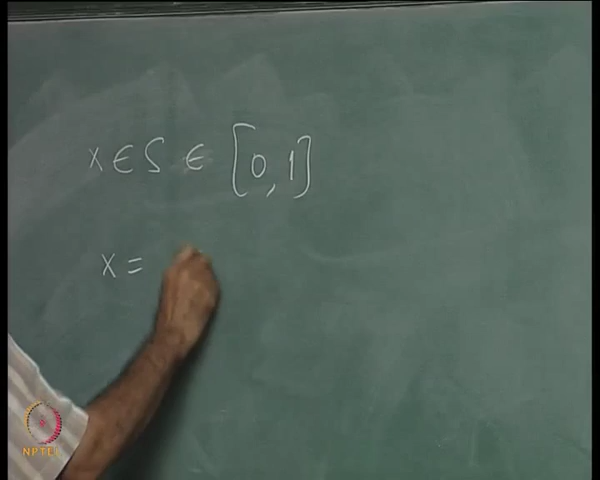 x ∈ S ∈ [0, 1]
x =
NPTEL